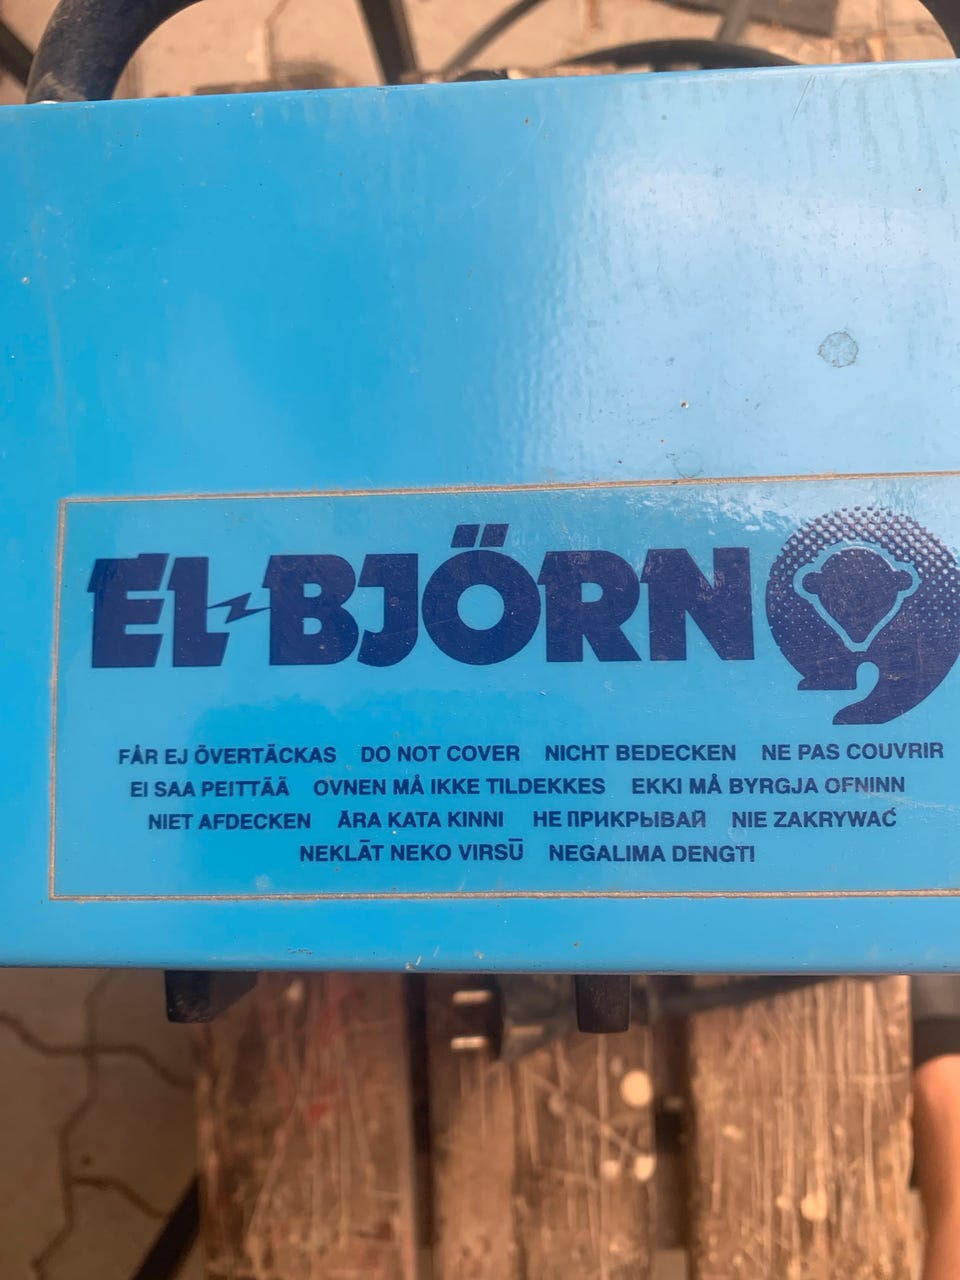 EL-BJÖRN
FÅR EJ ÖVERTÄCKAS DO NOT COVER NICHT BEDECKEN NE PAS COUVRIR
EI SAA PEITTÄÄ OVNEN MÅ IKKE TILDEKKES EKKI MÅ BYRGJA OFNINN
NIET AFDECKEN ÄRA KATA KINNI НЕ ПРИКРЫВАЙ NIE ZAKRYWAĆ
NEKLĀT NEKO VIRSŪ NEGALIMA DENGTI